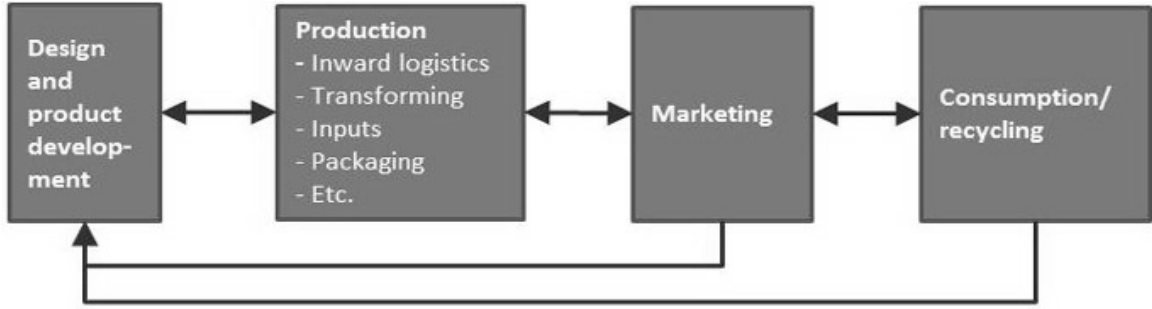 Design
and
product
develop-
ment
Production
- Inward logistics
- Transforming
- Inputs
- Packaging
- Etc.
Marketing
Consumption/
recycling